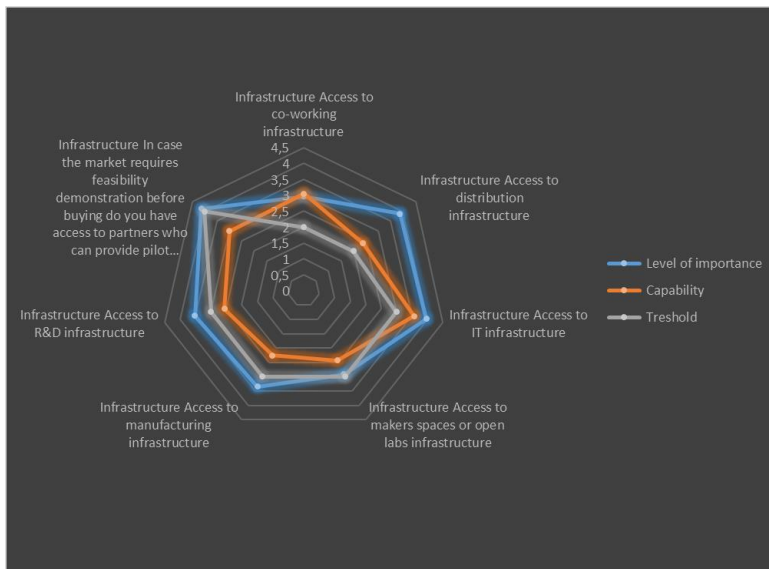 Infrastructure Access to
co-working
infrastructure
Infrastructure In case
the market requires
feasibility
demonstration before
buying do you have
access to partners who
can provide pilot...
Infrastructure Access to
distribution
infrastructure
4,5
4
3,5
3
2,5
2
1,5
1
0,5
0
Level of importance
Capability
Treshold
Infrastructure Access to
R&D infrastructure
Infrastructure Access to
IT infrastructure
Infrastructure Access to
manufacturing
infrastructure
Infrastructure Access to
makers spaces or open
labs infrastructure